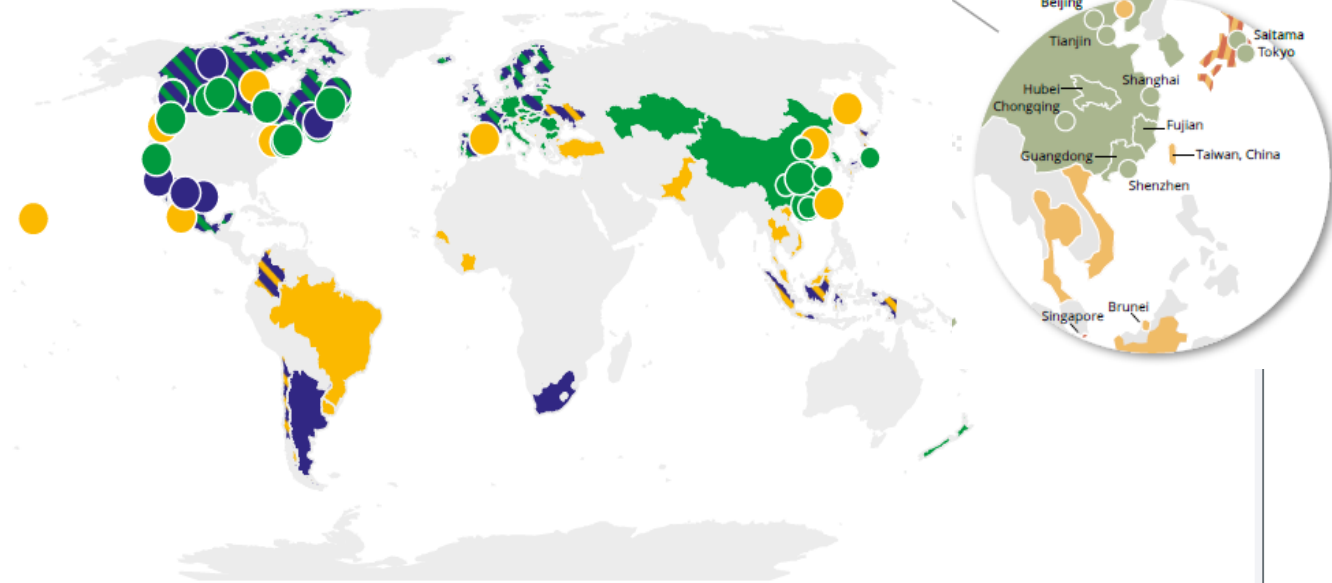 Beijing
Saitama
Tianjin
Tokyo
Shanghai
Hubei
Chongqing
Fujian
Guangdong
Taiwan, China
Shenzhen
Brunei
Singapore